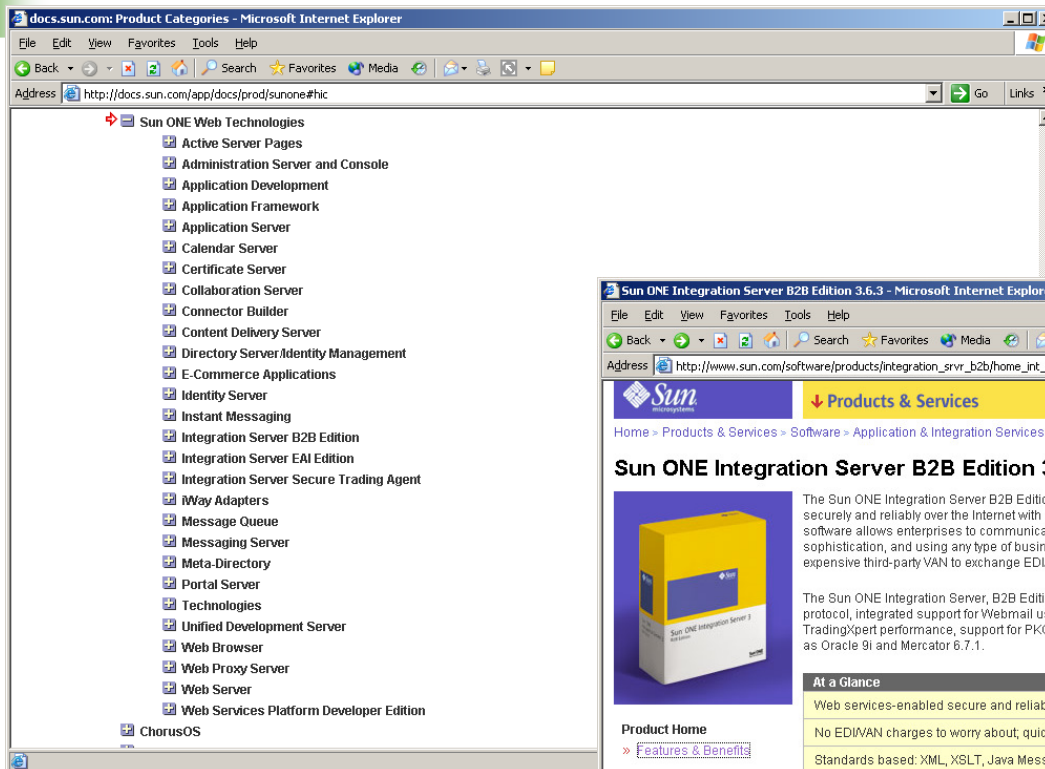 docs.sun.com: Product Categories - Microsoft Internet Explorer
File Edit View Favorites Tools Help
Back Search Favorites Media
Address http://docs.sun.com/app/docs/prod/sunone#hic Go Links
Sun ONE Web Technologies
Active Server Pages
Administration Server and Console
Application Development
Application Framework
Application Server
Calendar Server
Certificate Server
Collaboration Server
Connector Builder
Content Delivery Server
Directory Server/Identity Management
E-Commerce Applications
Identity Server
Instant Messaging
Integration Server B2B Edition
Integration Server EAI Edition
Integration Server Secure Trading Agent
iWay Adapters
Message Queue
Messaging Server
Meta-Directory
Portal Server
Technologies
Unified Development Server
Web Browser
Web Proxy Server
Web Server
Web Services Platform Developer Edition
ChorusOS
Sun ONE Integration Server B2B Edition 3.6.3 - Microsoft Internet Explor
File Edit View Favorites Tools Help
Back Search Favorites Media
Address http://www.sun.com/software/products/integration_srvr_b2b/home_int_
Sun microsystems
Products & Services
Home » Products & Services » Software » Application & Integration Services
Sun ONE Integration Server B2B Edition
The Sun ONE Integration Server B2B Editi
securely and reliably over the Internet with
software allows enterprises to communica
sophistication, and using any type of busin
expensive third-party VAN to exchange EDI
The Sun ONE Integration Server, B2B Editi
protocol, integrated support for Webmail u
TradingXpert performance, support for PK
as Oracle 9i and Mercator 6.7.1.
Sun ONE Integration Server 3
At a Glance
Web services-enabled secure and reliab
No EDI/VAN charges to worry about; quic
Standards based: XML, XSLT, Java Mess
Product Home
» Features & Benefits